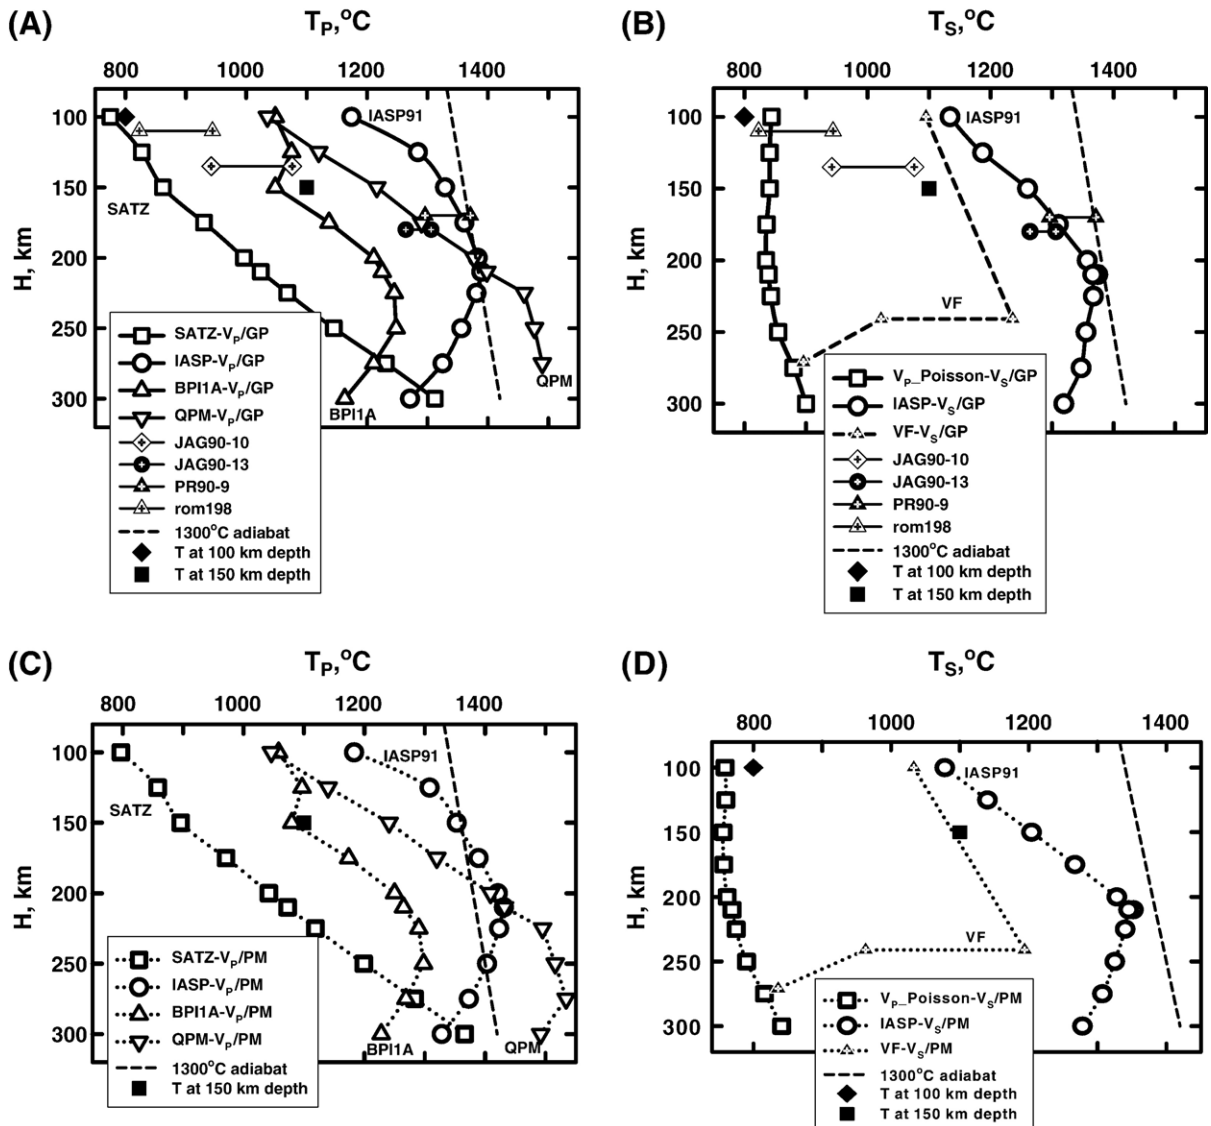 (A)
T_P,°C
800 1000 1200 1400
100
150
200
250
300
H, km
IASP91
SATZ
BPI1A
QPM
SATZ-V_P/GP
IASP-V_P/GP
BPI1A-V_P/GP
QPM-V_P/GP
JAG90-10
JAG90-13
PR90-9
rom198
1300°C adiabat
T at 100 km depth
T at 150 km depth
(B)
T_S,°C
800 1000 1200 1400
100
150
200
250
300
H, km
IASP91
VF
V_P_Poisson-V_S/GP
IASP-V_S/GP
VF-V_S/GP
JAG90-10
JAG90-13
PR90-9
rom198
1300°C adiabat
T at 100 km depth
T at 150 km depth
(C)
T_P,°C
800 1000 1200 1400
100
150
200
250
300
H, km
IASP91
SATZ
BPI1A
QPM
SATZ-V_P/PM
IASP-V_P/PM
BPI1A-V_P/PM
QPM-V_P/PM
1300°C adiabat
T at 150 km depth
(D)
T_S,°C
800 1000 1200 1400
100
150
200
250
300
H, km
IASP91
VF
V_P_Poisson-V_S/PM
IASP-V_S/PM
VF-V_S/PM
1300°C adiabat
T at 100 km depth
T at 150 km depth